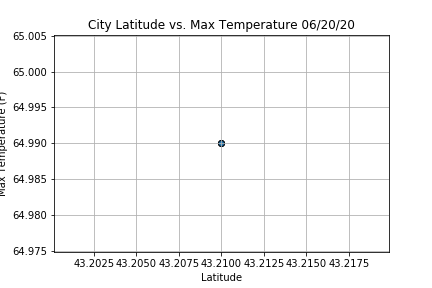 City Latitude vs. Max Temperature 06/20/20
65.005
65.000
64.995
64.990
64.985
64.980
64.975
Max Temperature (F)
43.2025 43.2050 43.2075 43.2100 43.2125 43.2150 43.2175
Latitude